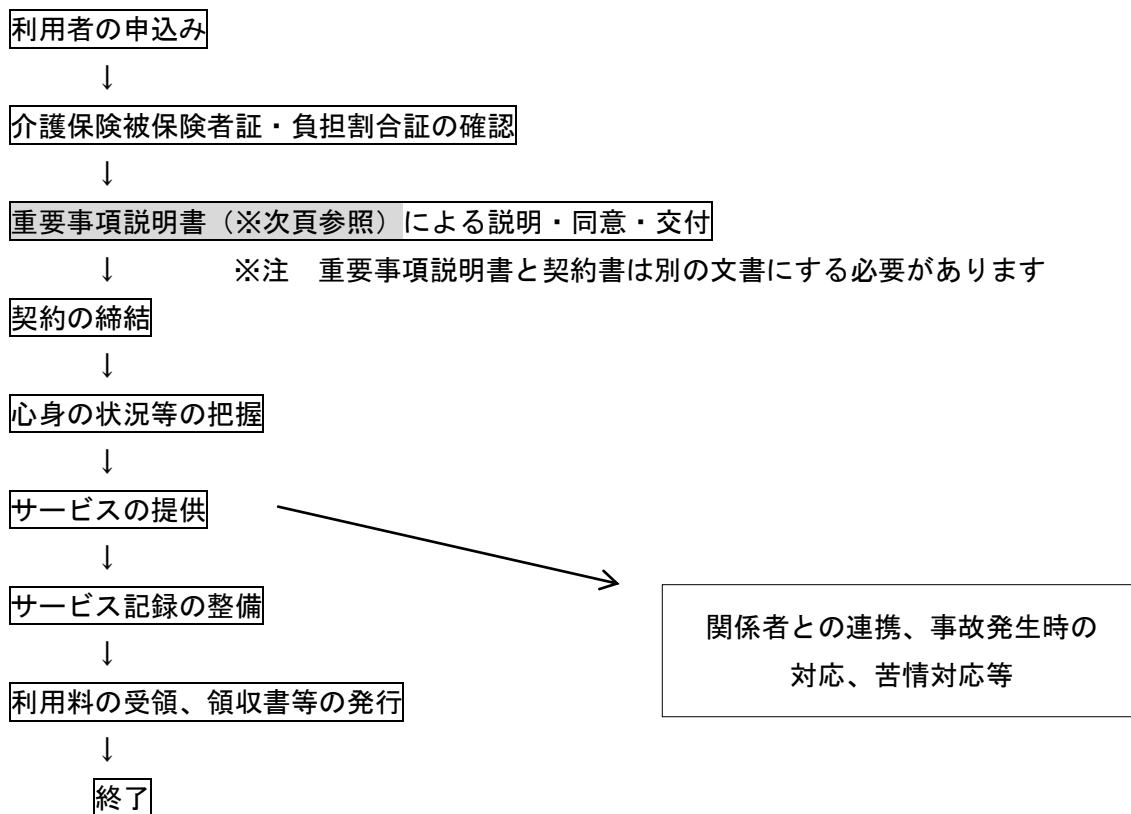 利用者の申込み
↓
介護保険被保険者証・負担割合証の確認
↓
重要事項説明書（※次頁参照）による説明・同意・交付
↓　※注　重要事項説明書と契約書は別の文書にする必要があります
契約の締結
↓
心身の状況等の把握
↓
サービスの提供
↓
サービス記録の整備
↓
利用料の受領、領収書等の発行
↓
終了
関係者との連携、事故発生時の
対応、苦情対応等